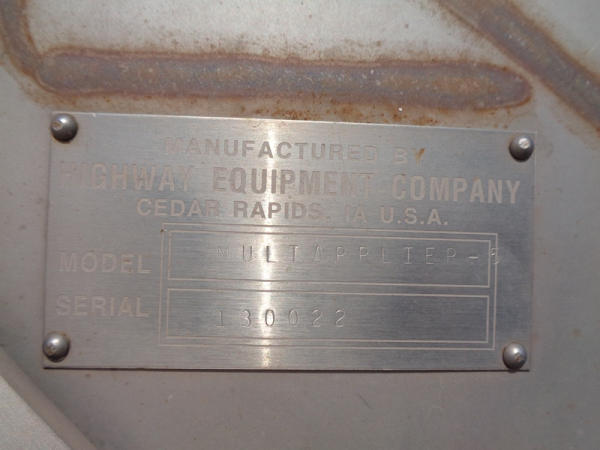 MANUFACTURED BY
HIGHWAY EQUIPMENT COMPANY
CEDAR RAPIDS, IA U.S.A.
MODEL
SERIAL 130022